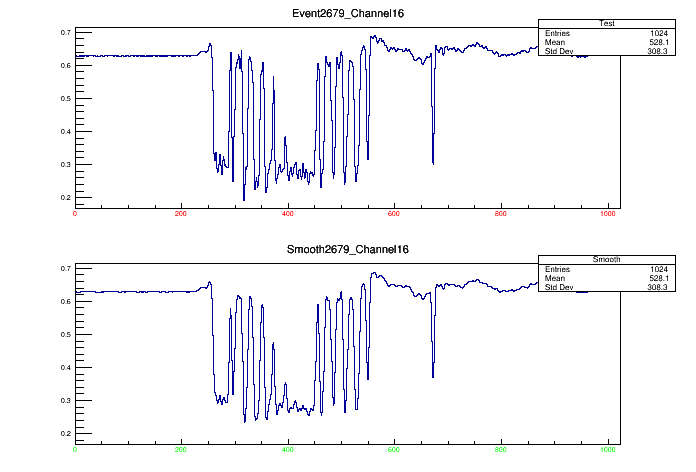 Event2679_Channel16
Test
Entries 1024
Mean 528.1
Std Dev 308.3
0.7
0.6
0.5
0.4
0.3
0.2
0 200 400 600 800 1000
Smooth2679_Channel16
Smooth
Entries 1024
Mean 528.1
Std Dev 308.3
0.7
0.6
0.5
0.4
0.3
0.2
0 200 400 600 800 1000